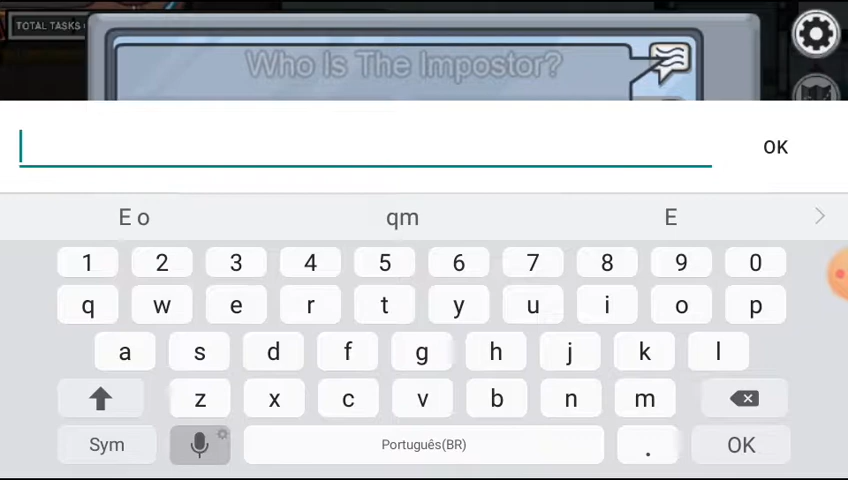 TOTAL TASKS
Who Is The Impostor?
OK
E o qm E
1 2 3 4 5 6 7 8 9 0
q w e r t y u i o p
a s d f g h j k l
z x c v b n m
Sym Português(BR) . OK